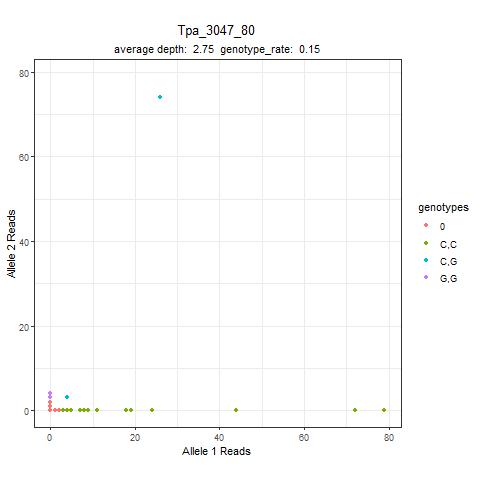 Tpa_3047_80
average depth: 2.75 genotype_rate: 0.15
80
60
40
20
0
Allele 2 Reads
0 20 40 60 80
Allele 1 Reads
genotypes
0
C,C
C,G
G,G